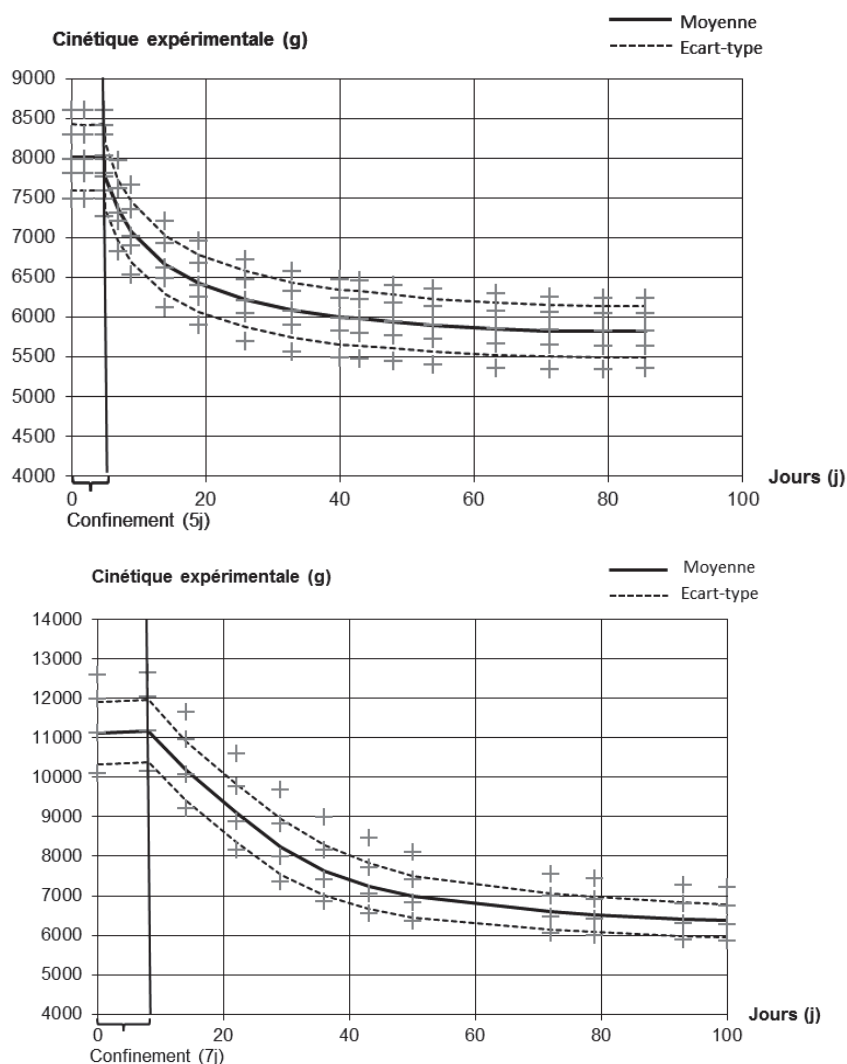 Moyenne
Cinétique expérimentale (g)
Ecart-type
9000
8500
8000
7500
7000
6500
6000
5500
5000
4500
4000
Jours (j)
0 20 40 60 80 100
Confinement (5j)
Moyenne
Cinétique expérimentale (g)
Ecart-type
14000
13000
12000
11000
10000
9000
8000
7000
6000
5000
4000
Jours (j)
0 20 40 60 80 100
Confinement (7j)